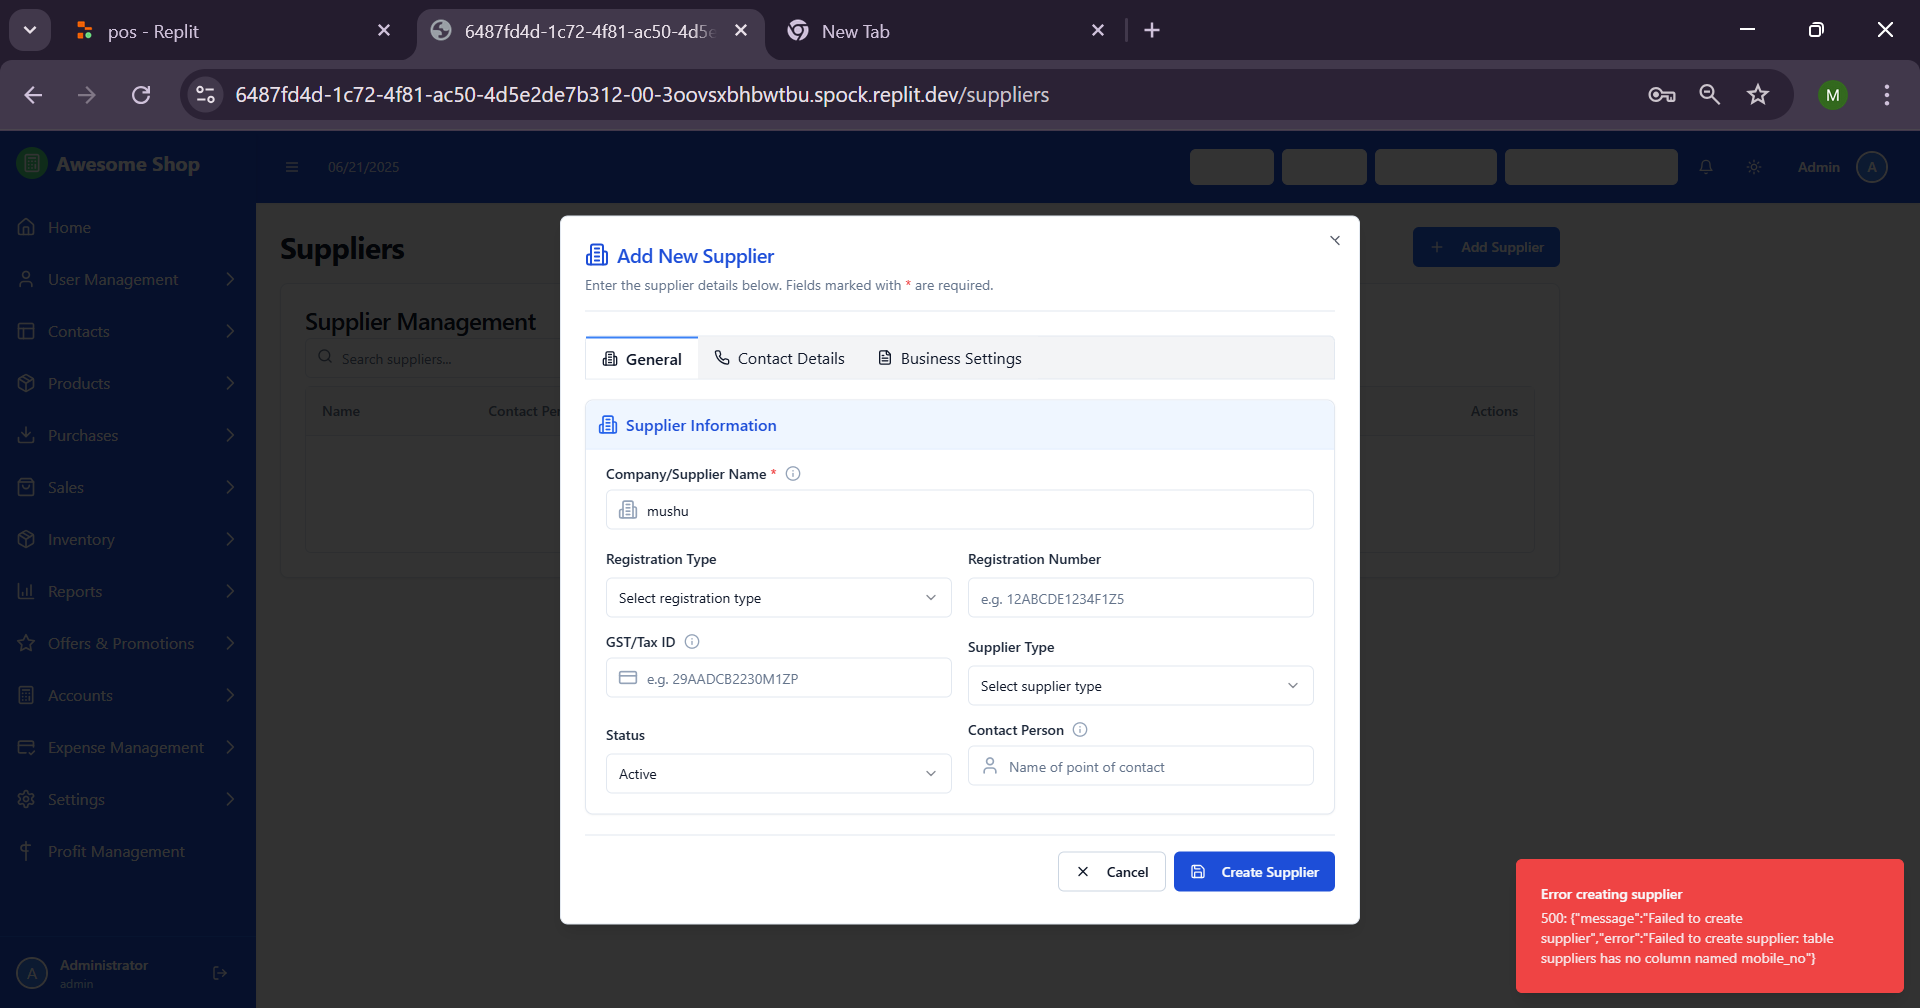 pos - Replit
6487fd4d-1c72-4f81-ac50-4d5e
New Tab
6487fd4d-1c72-4f81-ac50-4d5e2de7b312-00-3oovsxbhbwtbu.spock.replit.dev/suppliers
M
Awesome Shop
06/21/2025
Admin
A
Home
User Management
Contacts
Products
Purchases
Sales
Inventory
Reports
Offers & Promotions
Accounts
Expense Management
Settings
Profit Management
A
Administrator
admin
Suppliers
Add Supplier
Supplier Management
Search suppliers...
Name
Contact Per
Actions
Add New Supplier
Enter the supplier details below. Fields marked with * are required.
General
Contact Details
Business Settings
Supplier Information
Company/Supplier Name *
mushu
Registration Type
Registration Number
Select registration type
e.g. 12ABCDE1234F1Z5
GST/Tax ID
Supplier Type
e.g. 29AADCB2230M1ZP
Select supplier type
Status
Contact Person
Active
Name of point of contact
Cancel
Create Supplier
Error creating supplier
500: {"message":"Failed to create
supplier","error":"Failed to create supplier: table
suppliers has no column named mobile_no"}